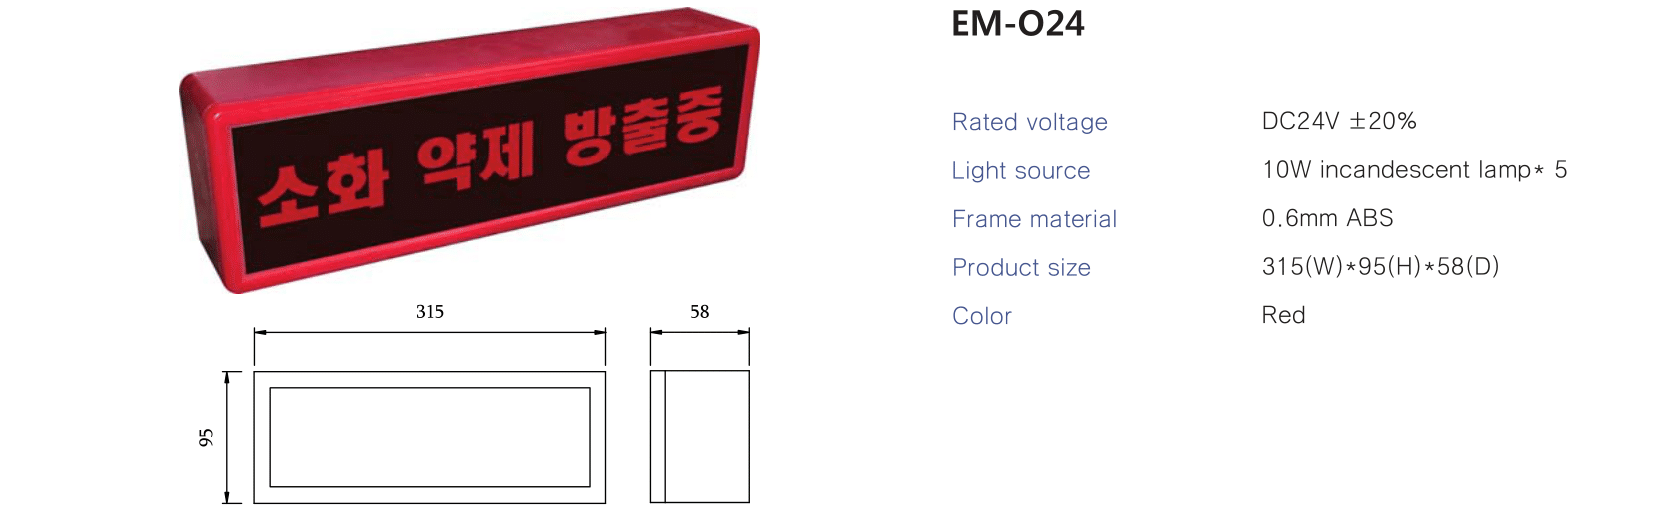 소화 약제 방출중
315
58
95
EM-O24
Rated voltage DC24V ±20%
Light source 10W incandescent lamp* 5
Frame material 0.6mm ABS
Product size 315(W)*95(H)*58(D)
Color Red